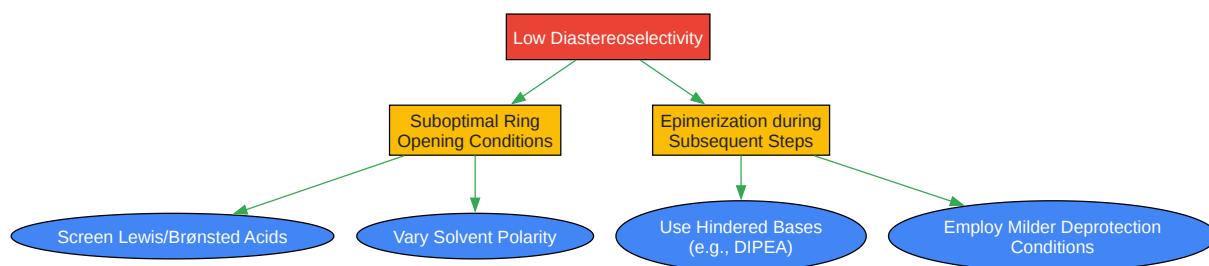 Low Diastereoselectivity
Suboptimal Ring
Opening Conditions
Epimerization during
Subsequent Steps
Screen Lewis/Brønsted Acids
Vary Solvent Polarity
Use Hindered Bases
(e.g., DIPEA)
Employ Milder Deprotection
Conditions